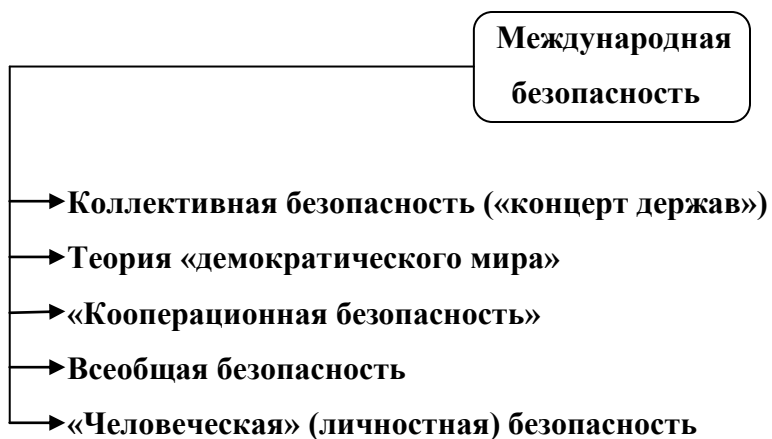 Международная
безопасность
Коллективная безопасность («концерт держав»)
Теория «демократического мира»
«Кооперационная безопасность»
Всеобщая безопасность
«Человеческая» (личностная) безопасность